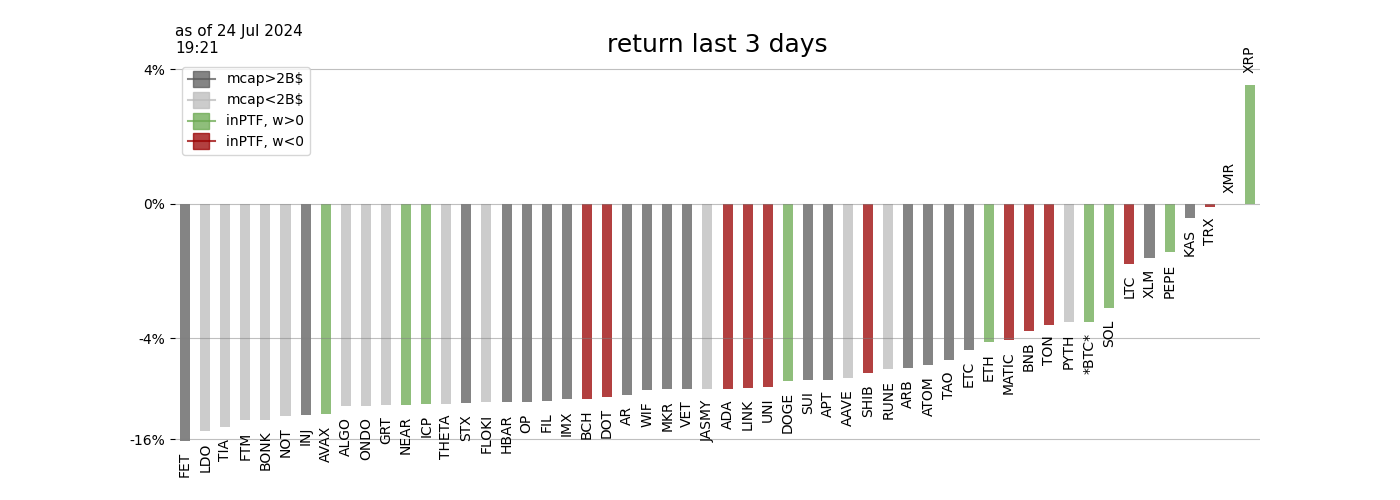 as of 24 Jul 2024
19:21
return last 3 days
4%
0%
-4%
-16%
mcap>2B$
mcap<2B$
inPTF, w>0
inPTF, w<0
FET
LDO
TIA
FTM
BONK
NOT
INJ
AVAX
ALGO
ONDO
GRT
NEAR
ICP
THETA
STX
FLOKI
HBAR
OP
FIL
IMX
BCH
DOT
AR
WIF
MKR
VET
JASMY
ADA
LINK
UNI
DOGE
SUI
APT
AAVE
SHIB
RUNE
ARB
ATOM
TAO
ETC
ETH
MATIC
BNB
TON
PYTH
*BTC*
SOL
LTC
XLM
PEPE
KAS
TRX
XMR
XRP